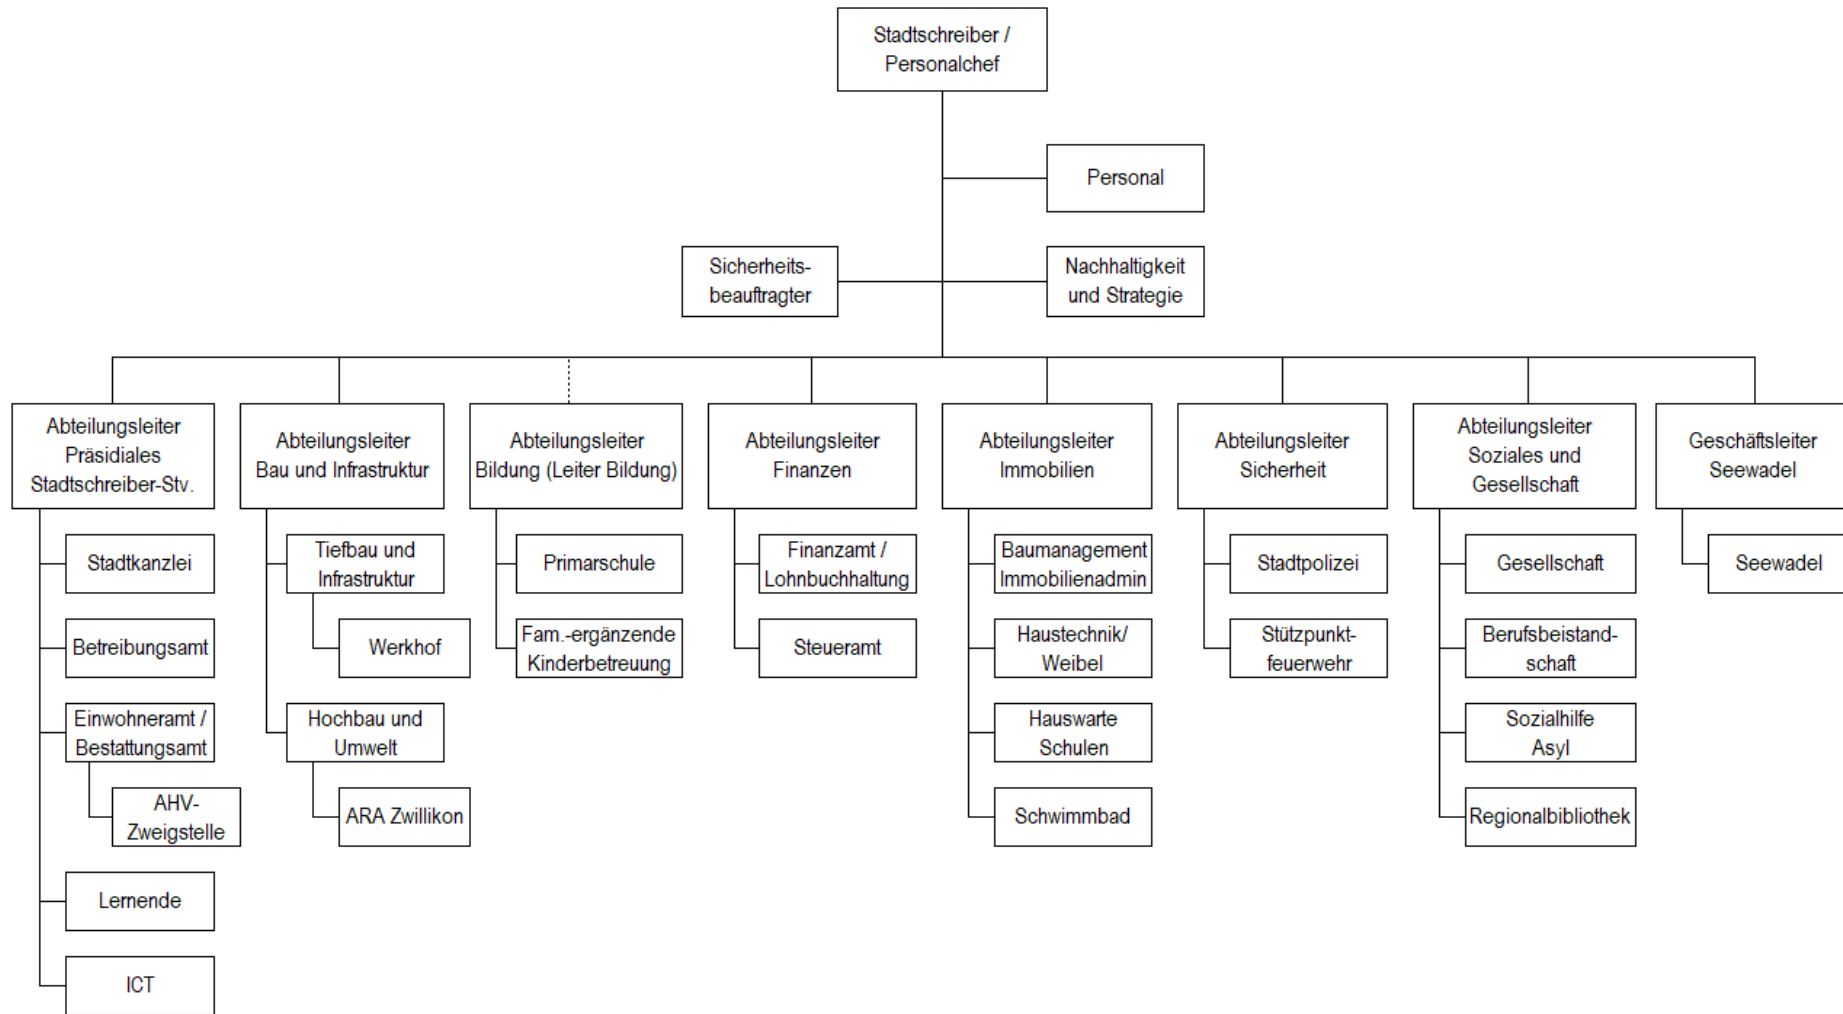 Stadtschreiber /
Personalchef
Personal
Sicherheits-
beauftragter
Nachhaltigkeit
und Strategie
Abteilungsleiter
Präsidiales
Stadtschreiber-Stv.
Abteilungsleiter
Bau und Infrastruktur
Abteilungsleiter
Bildung (Leiter Bildung)
Abteilungsleiter
Finanzen
Abteilungsleiter
Immobilien
Abteilungsleiter
Sicherheit
Abteilungsleiter
Soziales und
Gesellschaft
Geschäftsleiter
Seewadel
Stadtkanzlei
Tiefbau und
Infrastruktur
Primarschule
Finanzamt /
Lohnbuchhaltung
Baumanagement
Immobilienadmin
Stadtpolizei
Gesellschaft
Seewadel
Betreibungsamt
Werkhof
Fam.-ergänzende
Kinderbetreuung
Steueramt
Haustechnik/
Weibel
Stützpunkt-
feuerwehr
Berufsbeistand-
schaft
Einwohneramt /
Bestattungsamt
Hochbau und
Umwelt
Hauswarte
Schulen
Sozialhilfe
Asyl
AHV-
Zweigstelle
ARA Zwillikon
Schwimmbad
Regionalbibliothek
Lernende
ICT